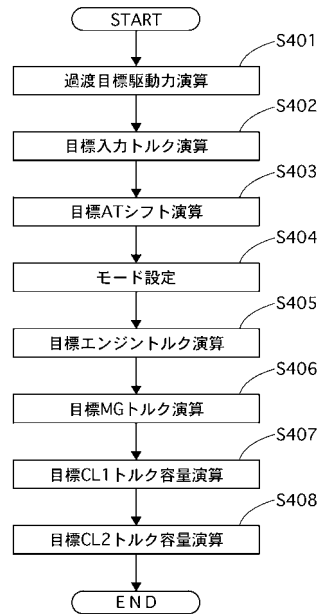 START
S401
過渡目標駆動力演算
S402
目標入力トルク演算
S403
目標ATシフト演算
S404
モード設定
S405
目標エンジントルク演算
S406
目標MGトルク演算
S407
目標CL1トルク容量演算
S408
目標CL2トルク容量演算
END